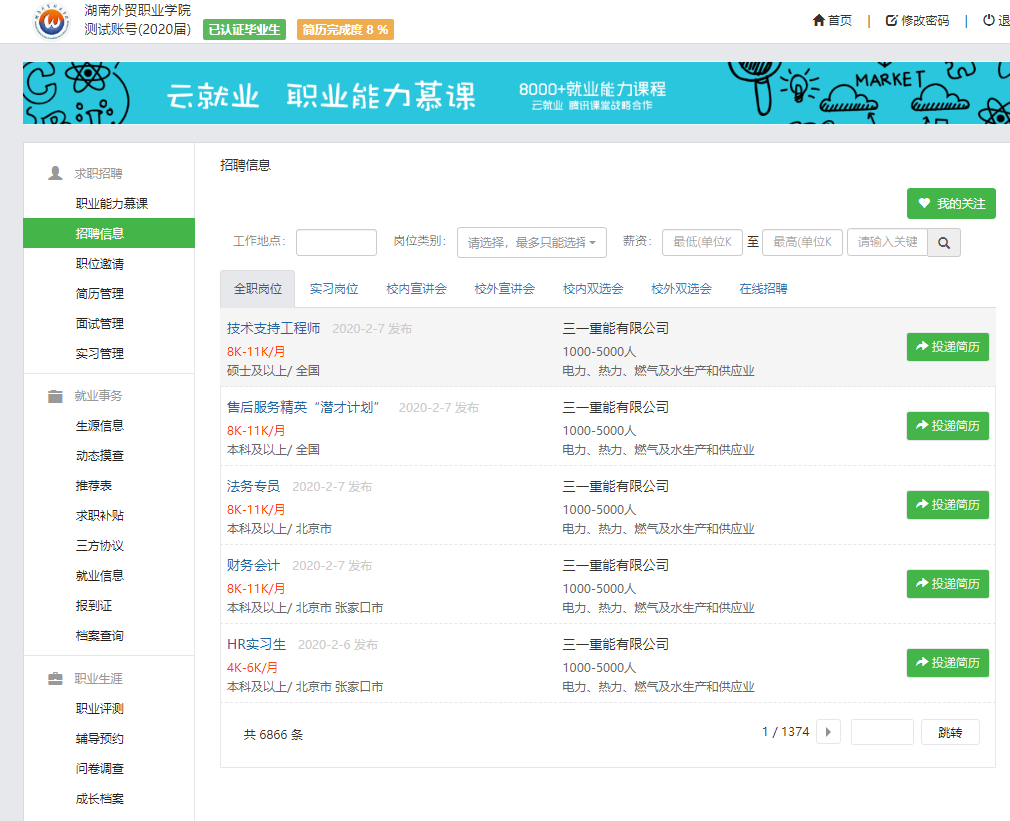 湖南外贸职业学院
测试账号(2020届) 已认证毕业生 简历完成度 8 %
首页 | 修改密码 | 退
云就业 职业能力慕课
8000+就业能力课程
云就业 腾讯课堂战略合作
MARKET
求职招聘
职业能力慕课
招聘信息
职位邀请
简历管理
面试管理
实习管理
就业事务
生源信息
动态摸查
推荐表
求职补贴
三方协议
就业信息
报到证
档案查询
职业生涯
职业评测
辅导预约
问卷调查
成长档案
招聘信息
我的关注
工作地点: 岗位类别: 请选择，最多只能选择 薪资: 最低(单位K 至 最高(单位K 请输入关键
全职岗位 实习岗位 校内宣讲会 校外宣讲会 校内双选会 校外双选会 在线招聘
技术支持工程师 2020-2-7 发布 三一重能有限公司
8K-11K/月 1000-5000人 投递简历
硕士及以上/ 全国 电力、热力、燃气及水生产和供应业
售后服务精英“潜才计划” 2020-2-7 发布 三一重能有限公司
8K-11K/月 1000-5000人 投递简历
本科及以上/ 全国 电力、热力、燃气及水生产和供应业
法务专员 2020-2-7 发布 三一重能有限公司
8K-11K/月 1000-5000人 投递简历
本科及以上/ 北京市 电力、热力、燃气及水生产和供应业
财务会计 2020-2-7 发布 三一重能有限公司
8K-11K/月 1000-5000人 投递简历
本科及以上/ 北京市 张家口市 电力、热力、燃气及水生产和供应业
HR实习生 2020-2-6 发布 三一重能有限公司
4K-6K/月 1000-5000人 投递简历
本科及以上/ 北京市 张家口市 电力、热力、燃气及水生产和供应业
共 6866 条 1 / 1374 跳转